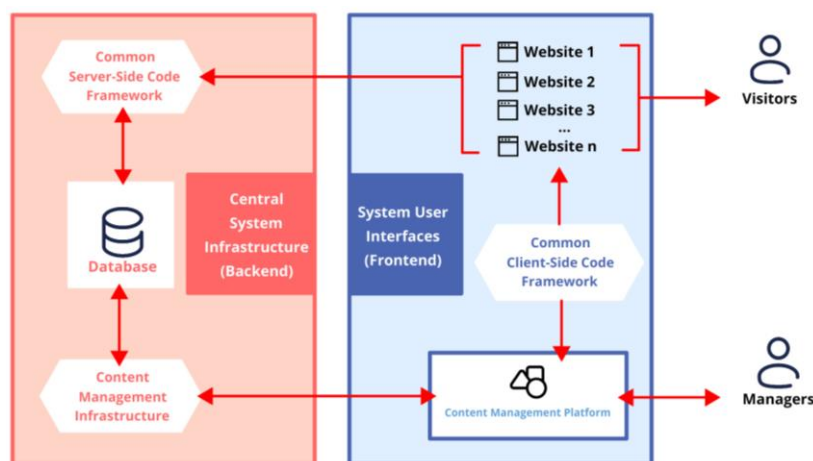 Common
Server-Side Code
Framework
Website 1
Website 2
Website 3
...
Website n
Visitors
Database
Central
System
Infrastructure
(Backend)
System User
Interfaces
(Frontend)
Common
Client-Side Code
Framework
Content
Management
Infrastructure
Content Management Platform
Managers